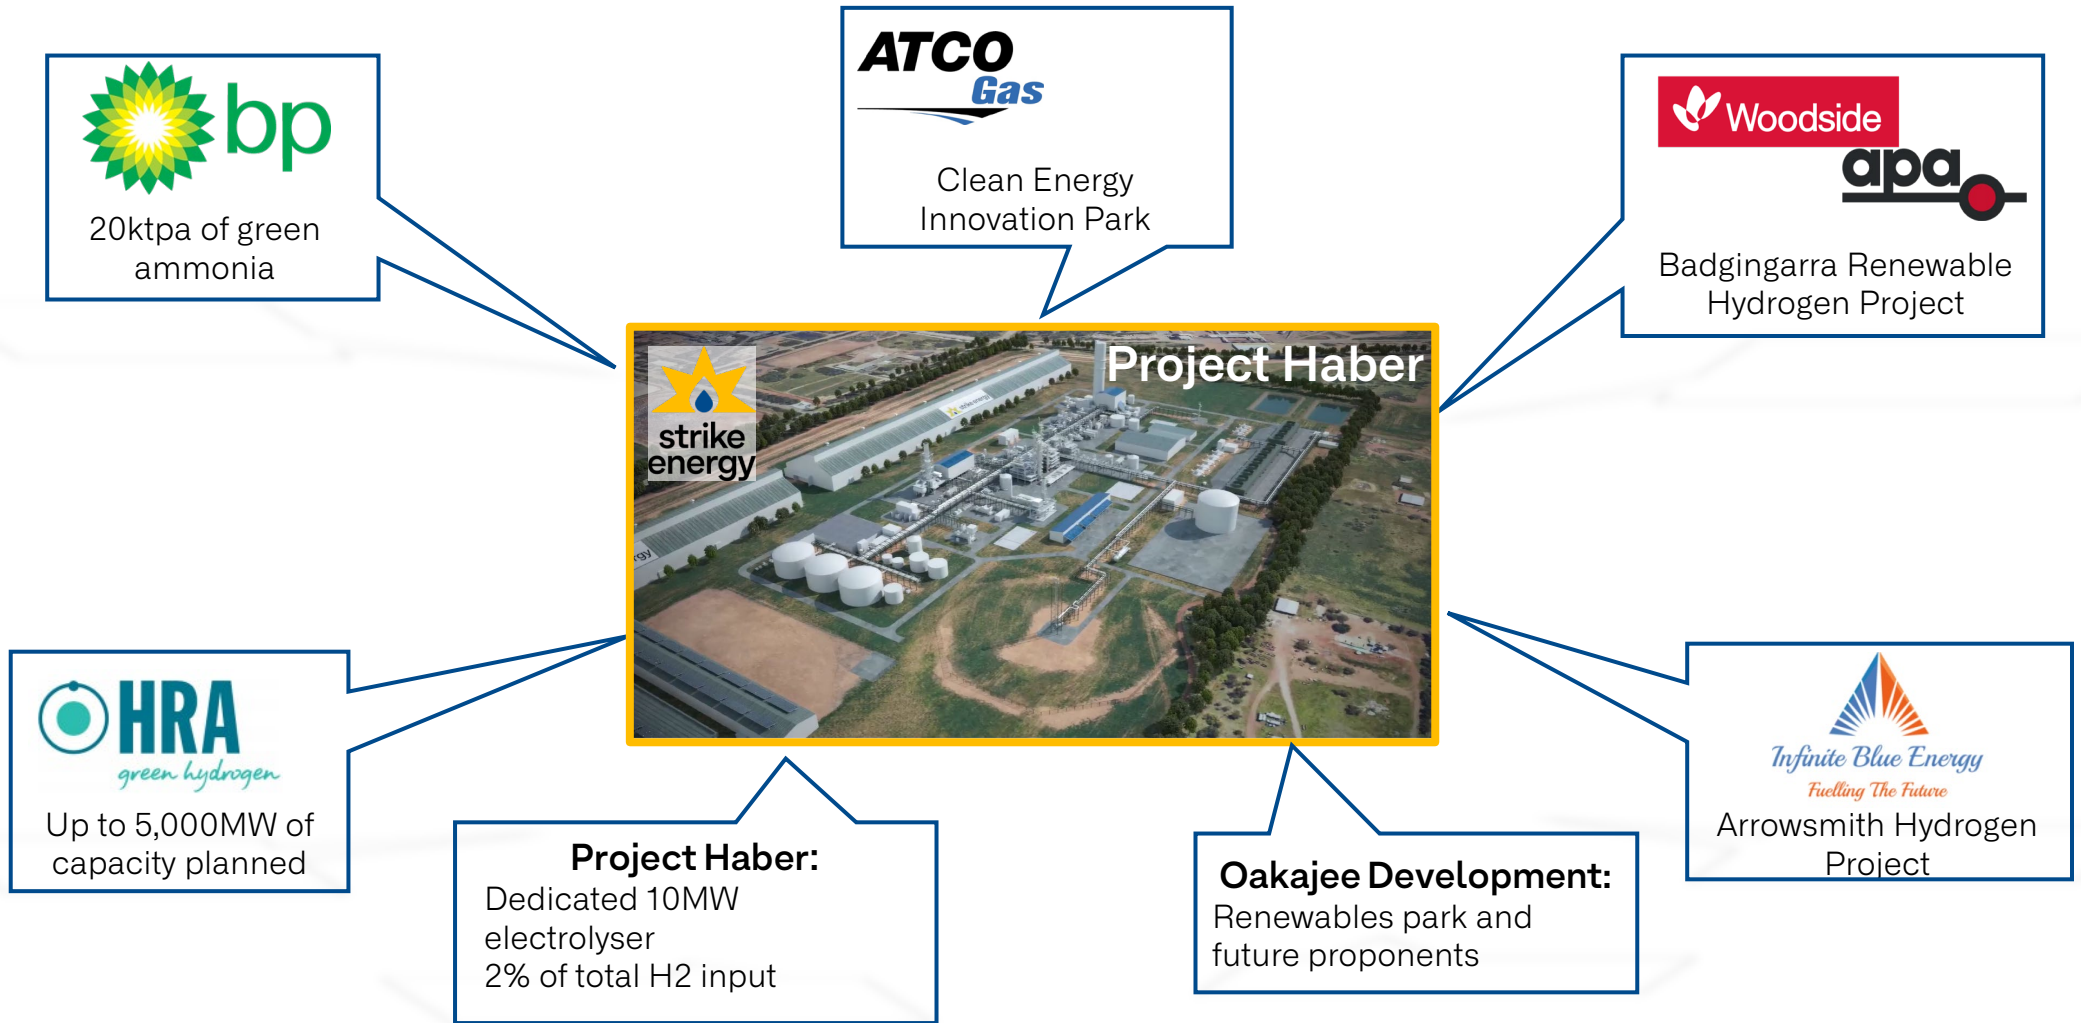 bp
20ktpa of green
ammonia
ATCO
Gas
Clean Energy
Innovation Park
Woodside
apa
Badgingarra Renewable
Hydrogen Project
strike
energy
Project Haber
strike energy
HRA
green hydrogen
Up to 5,000MW of
capacity planned
Project Haber:
Dedicated 10MW
electrolyser
2% of total H2 input
Oakajee Development:
Renewables park and
future proponents
Infinite Blue Energy
Fuelling The Future
Arrowsmith Hydrogen
Project